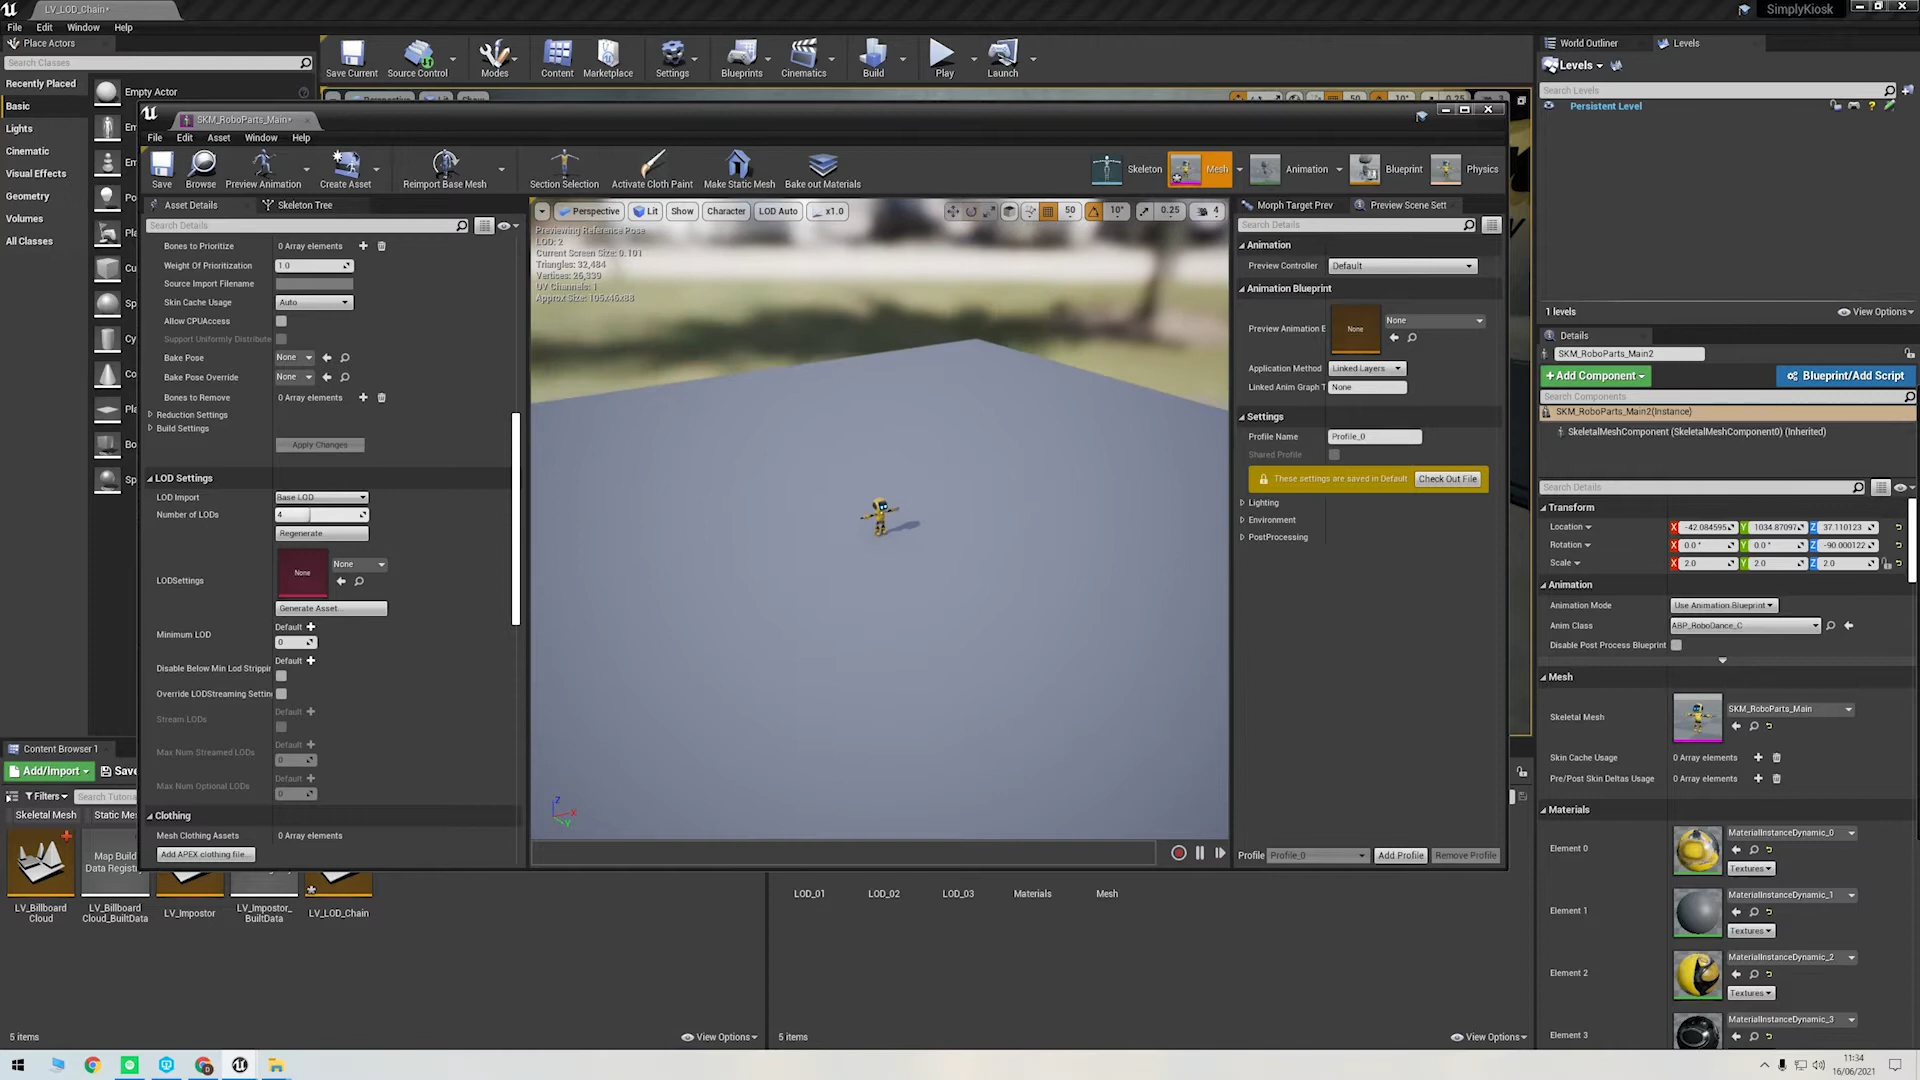 LV_LOD_Chain*
SimplyKiosk
File Edit Window Help
Place Actors
Search Classes
Recently Placed
Basic
Lights
Cinematic
Visual Effects
Geometry
Volumes
All Classes
Empty Actor
Save Current Source Control Modes Content Marketplace Settings Blueprints Cinematics Build Play Launch
SKM_RoboParts_Main*
File Edit Asset Window Help
Save Browse Preview Animation Create Asset Reimport Base Mesh Section Selection Activate Cloth Paint Make Static Mesh Bake out Materials
Skeleton Mesh Animation Blueprint Physics
Asset Details Skeleton Tree
Search Details
Bones to Prioritize 0 Array elements
Weight Of Prioritization 1.0
Source Import Filename
Skin Cache Usage Auto
Allow CPUAccess
Support Uniformly Distribute
Bake Pose None
Bake Pose Override None
Bones to Remove 0 Array elements
Reduction Settings
Build Settings
Apply Changes
LOD Settings
LOD Import Base LOD
Number of LODs 4
Regenerate
LODSettings None None
Generate Asset...
Minimum LOD Default
0
Disable Below Min Lod Strippin Default
Override LODStreaming Setting
Stream LODs Default
Max Num Streamed LODs Default
0
Max Num Optional LODs Default
0
Clothing
Mesh Clothing Assets 0 Array elements
Add APEX clothing file...
Perspective Lit Show Character LOD Auto x1.0
50 10° 0.25 4
Previewing Reference Pose
LOD: 2
Current Screen Size: 0.101
Triangles: 32,484
Vertices: 26,339
UV Channels: 1
Approx Size: 106x46x88
Z X Y
Morph Target Prev Preview Scene Sett
Search Details
Animation
Preview Controller Default
Animation Blueprint
Preview Animation B None None
Application Method Linked Layers
Linked Anim Graph T None
Settings
Profile Name Profile_0
Shared Profile
These settings are saved in Default Check Out File
Lighting
Environment
PostProcessing
Profile Profile_0 Add Profile Remove Profile
World Outliner Levels
Levels
Search Levels
Persistent Level
1 levels View Options
Details
SKM_RoboParts_Main2
+Add Component Blueprint/Add Script
Search Components
SKM_RoboParts_Main2(Instance)
SkeletalMeshComponent (SkeletalMeshComponent0) (Inherited)
Search Details
Transform
Location X -42.084595 Y 1034.87097 Z 37.110123
Rotation X 0.0° Y 0.0° Z -90.000122
Scale X 2.0 Y 2.0 Z 2.0
Animation
Animation Mode Use Animation Blueprint
Anim Class ABP_RoboDance_C
Disable Post Process Blueprint
Mesh
Skeletal Mesh SKM_RoboParts_Main
Skin Cache Usage 0 Array elements
Pre/Post Skin Deltas Usage 0 Array elements
Materials
Element 0 MaterialInstanceDynamic_0
Textures
Element 1 MaterialInstanceDynamic_1
Textures
Element 2 MaterialInstanceDynamic_2
Textures
Element 3 MaterialInstanceDynamic_3
Content Browser 1
Add/Import Save
Filters Search Tutoria
Skeletal Mesh Static Me
Map Build
Data Registry
LV_Billboard
Cloud
LV_Billboard
Cloud_BuiltData
LV_Impostor
LV_Impostor_
BuiltData
LV_LOD_Chain
LOD_01 LOD_02 LOD_03 Materials Mesh
5 items View Options
5 items View Options
11:34
16/06/2021